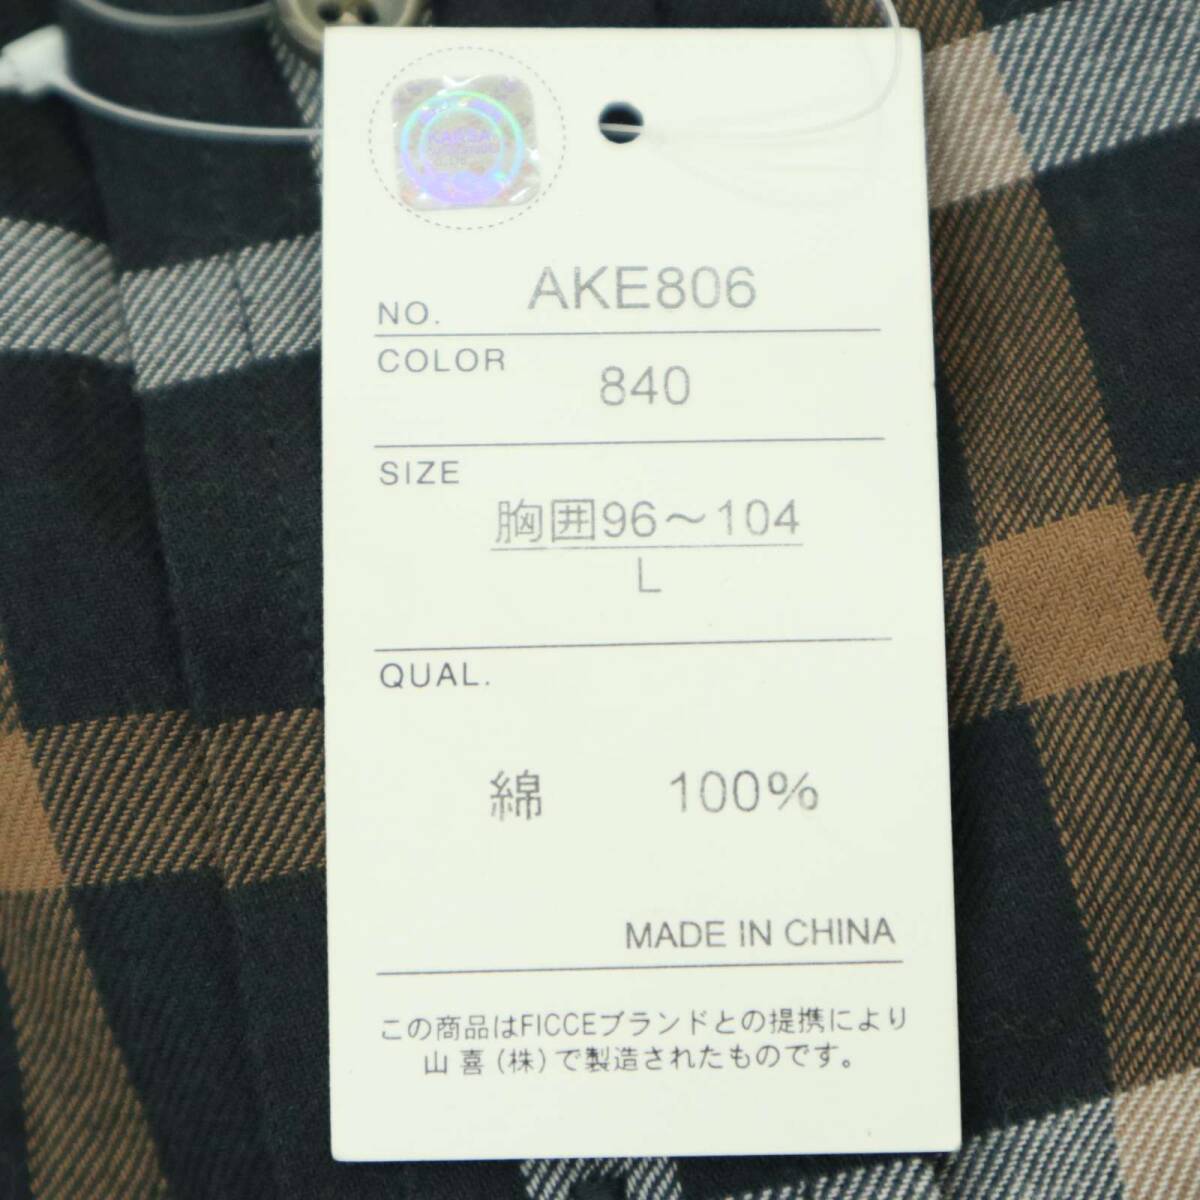 NO. AKE806
COLOR 840
SIZE
胸囲96～104
L
QUAL.
綿 100%
MADE IN CHINA
この商品はFICCEブランドとの提携により
山喜(株)で製造されたものです。